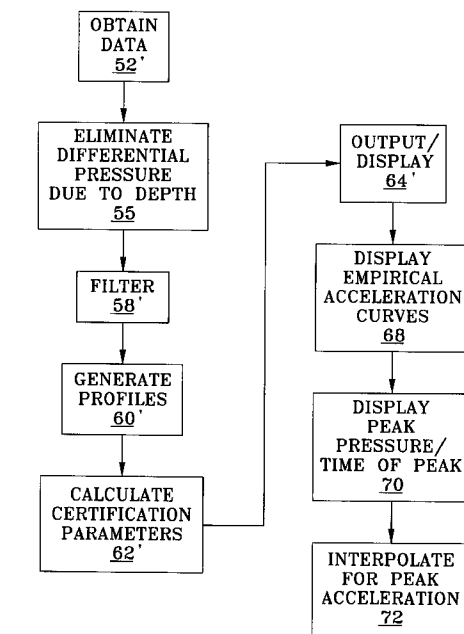 OBTAIN
DATA
52'
ELIMINATE
DIFFERENTIAL
PRESSURE
DUE TO DEPTH
55
FILTER
58'
GENERATE
PROFILES
60'
CALCULATE
CERTIFICATION
PARAMETERS
62'
OUTPUT/
DISPLAY
64'
DISPLAY
EMPIRICAL
ACCELERATION
CURVES
68
DISPLAY
PEAK
PRESSURE/
TIME OF PEAK
70
INTERPOLATE
FOR PEAK
ACCELERATION
72